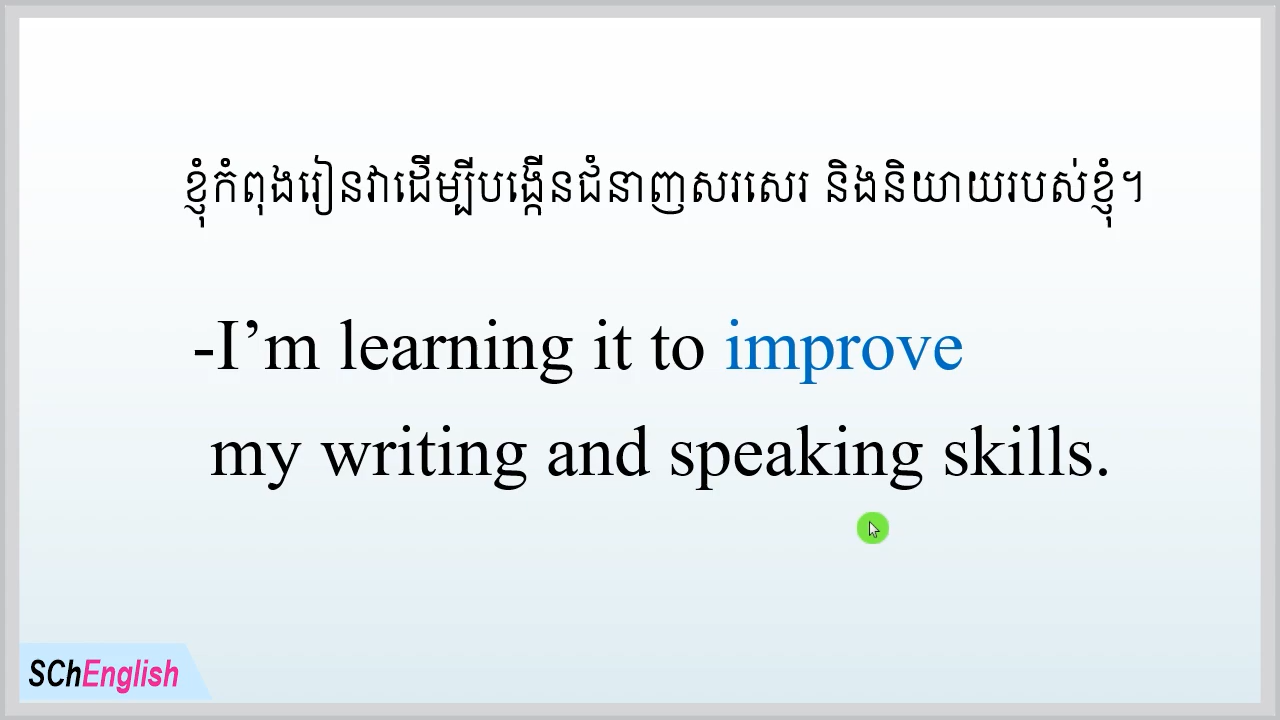 ខ្ញុំកំពុងរៀនវាដើម្បីបង្កើនជំនាញសរសេរ និងនិយាយរបស់ខ្ញុំ។
-I’m learning it to improve
my writing and speaking skills.
SChEnglish